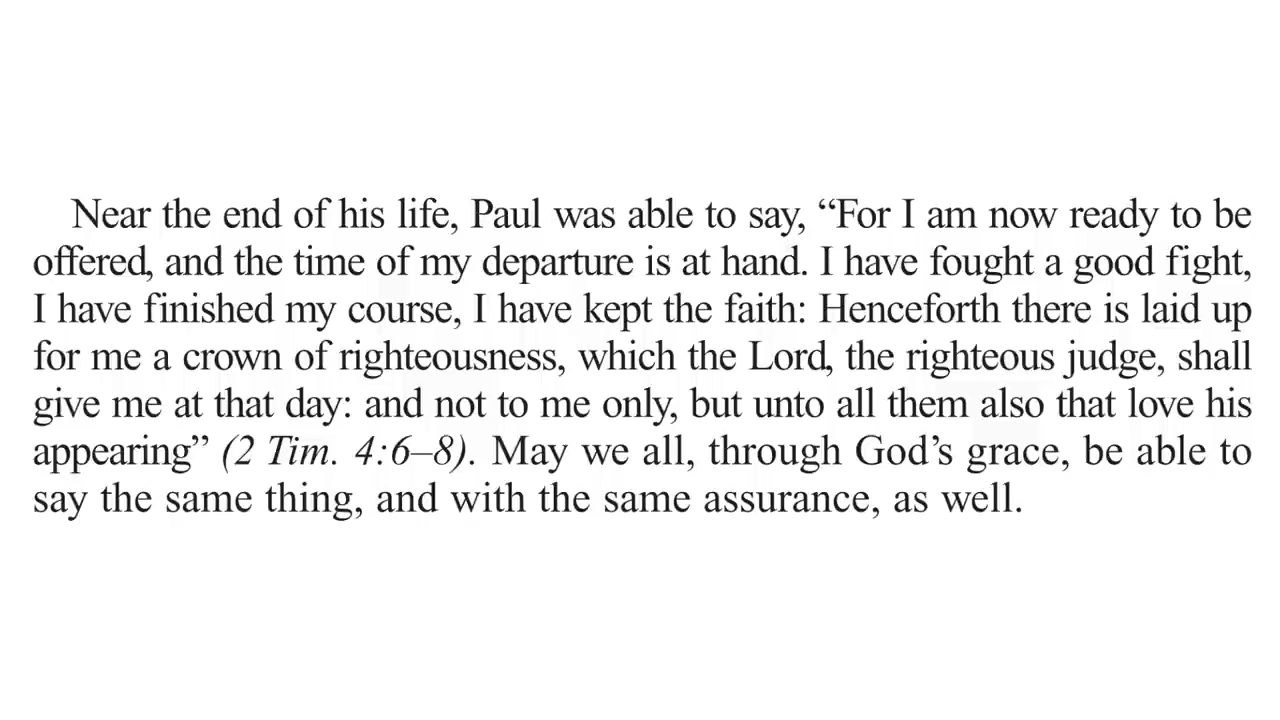 Near the end of his life, Paul was able to say, “For I am now ready to be
offered, and the time of my departure is at hand. I have fought a good fight,
I have finished my course, I have kept the faith: Henceforth there is laid up
for me a crown of righteousness, which the Lord, the righteous judge, shall
give me at that day: and not to me only, but unto all them also that love his
appearing” (2 Tim. 4:6–8). May we all, through God’s grace, be able to
say the same thing, and with the same assurance, as well.